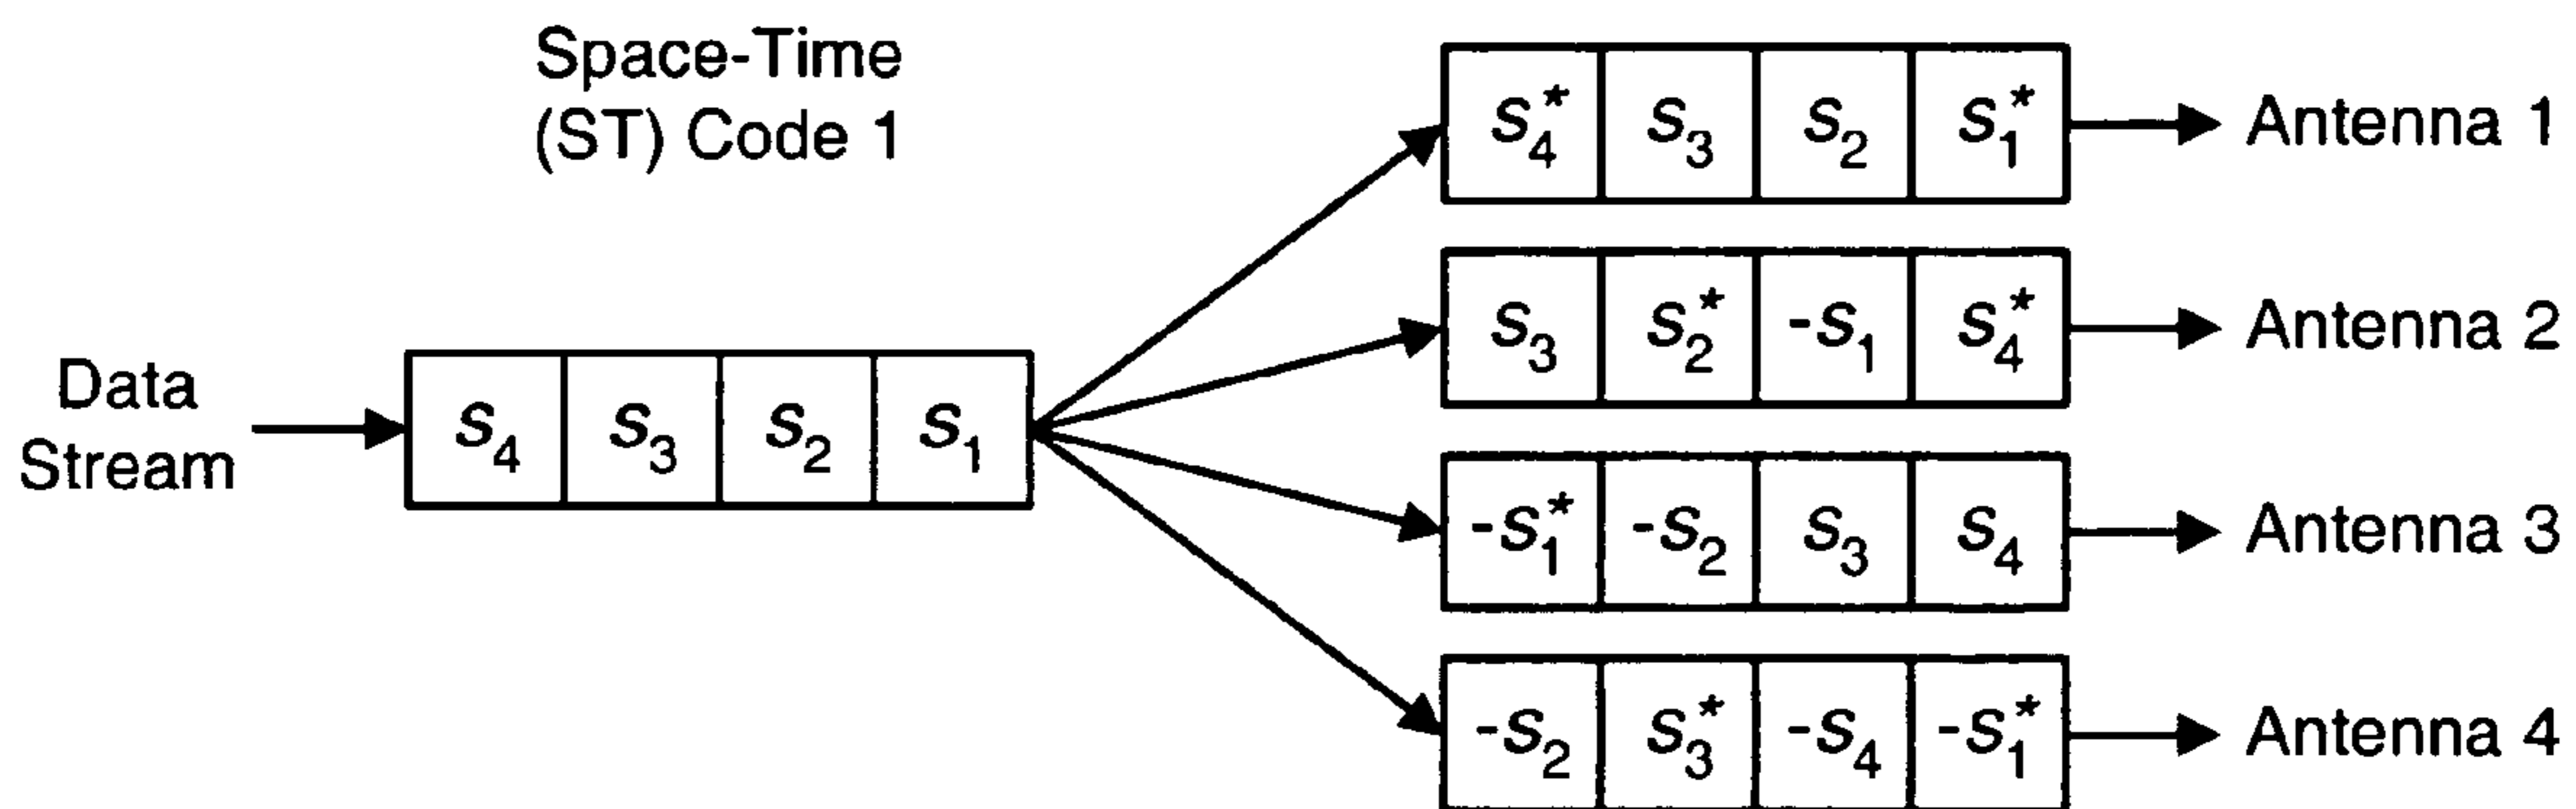 Space-Time
(ST) Code 1
Data
Stream
s₄ s₃ s₂ s₁
s₄* s₃ s₂ s₁* Antenna 1
s₃ s₂* -s₁ s₄* Antenna 2
-s₁* -s₂ s₃ s₄ Antenna 3
-s₂ s₃* -s₄ -s₁* Antenna 4